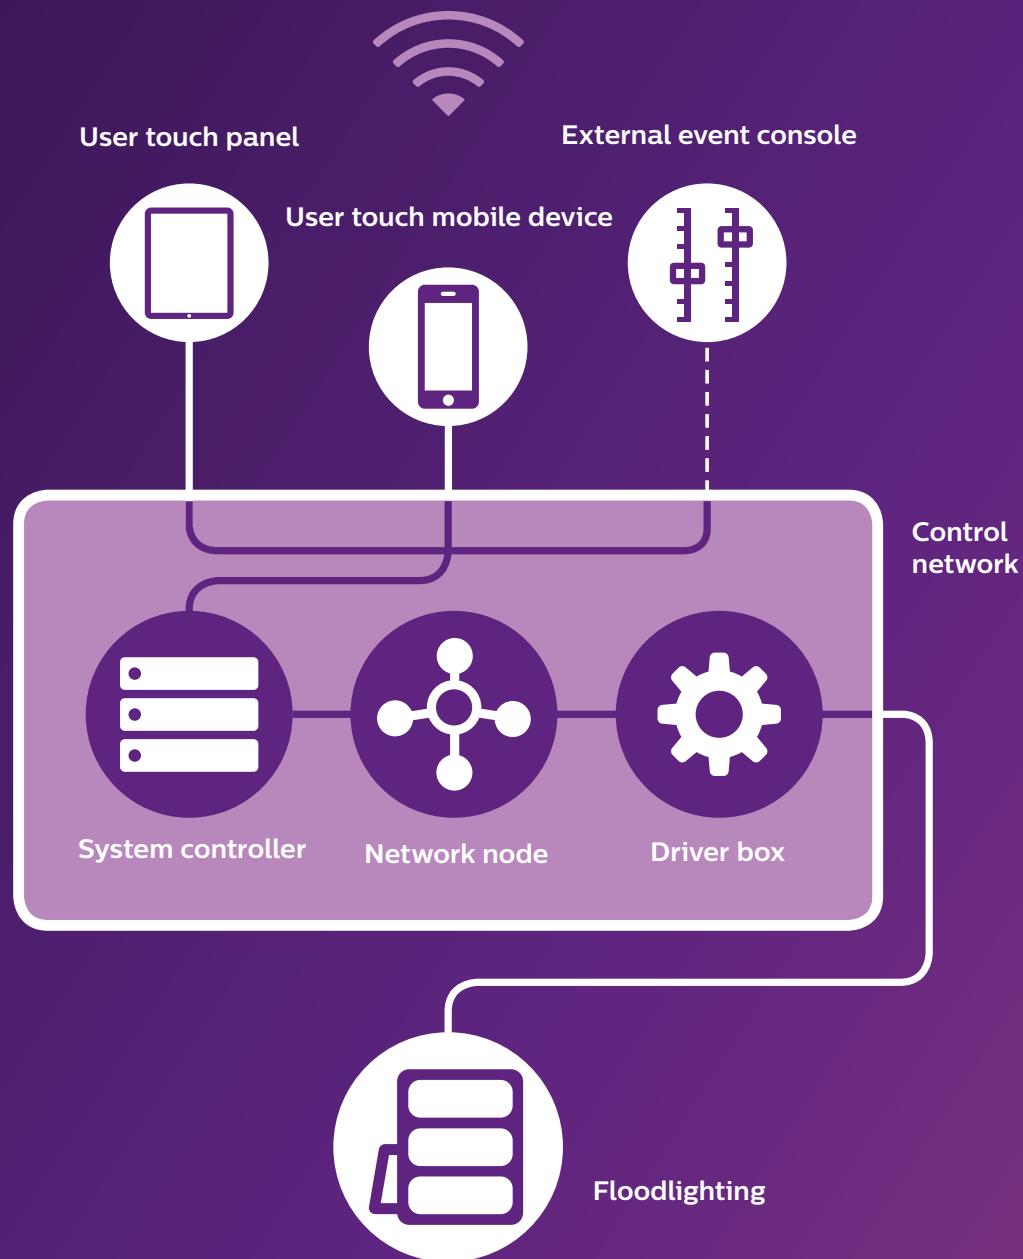 User touch panel
External event console
User touch mobile device
Control
network
System controller
Network node
Driver box
Floodlighting